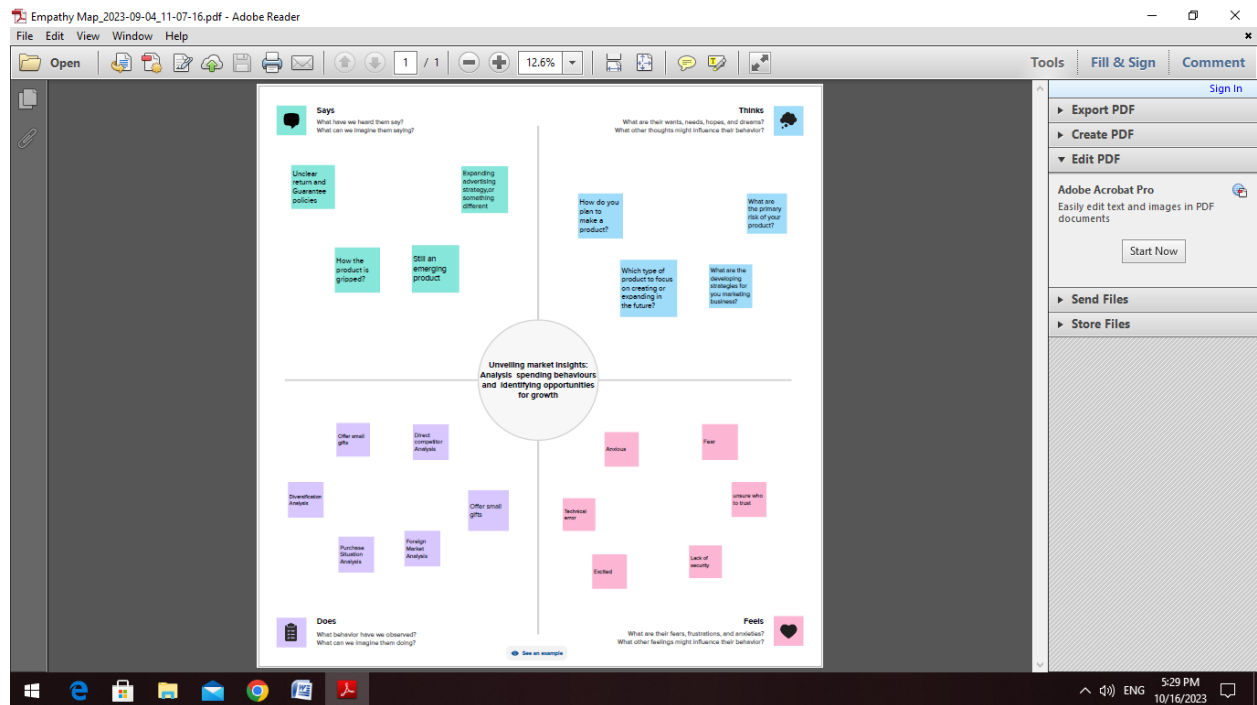 Empathy Map_2023-09-04_11-07-16.pdf - Adobe Reader
File Edit View Window Help
Open
1 / 1
12.6%
Tools Fill & Sign Comment
Sign In
Export PDF
Create PDF
Edit PDF
Adobe Acrobat Pro
Easily edit text and images in PDF
documents
Start Now
Send Files
Store Files
Says
What have we heard them say?
What can we imagine them saying?
Unclear
return and
Guarantee
policies
Expanding
advertising
strategy,or
something
different
How the
product is
gripped?
Still an
emerging
product
Thinks
What are their wants, needs, hopes, and dreams?
What other thoughts might influence their behavior?
How do you
plan to
make a
product?
What are
the primary
risk of your
product?
Which type of
product to focus
on creating or
expanding in
the future?
What are the
developing
strategies for
you marketing
business?
Unveiling market insights:
Analysis spending behaviours
and identifying opportunities
for growth
Offer small
gifts
Direct
competitor
Analysis
Diversification
Analysis
Offer small
gifts
Purchase
Situation
Analysis
Foreign
Market
Analysis
Does
What behavior have we observed?
What can we imagine them doing?
Anxious
Fear
Technical
error
unsure who
to trust
Excited
Lack of
security
Feels
What are their fears, frustrations, and anxieties?
What other feelings might influence their behavior?
See an example
ENG
5:29 PM
10/16/2023